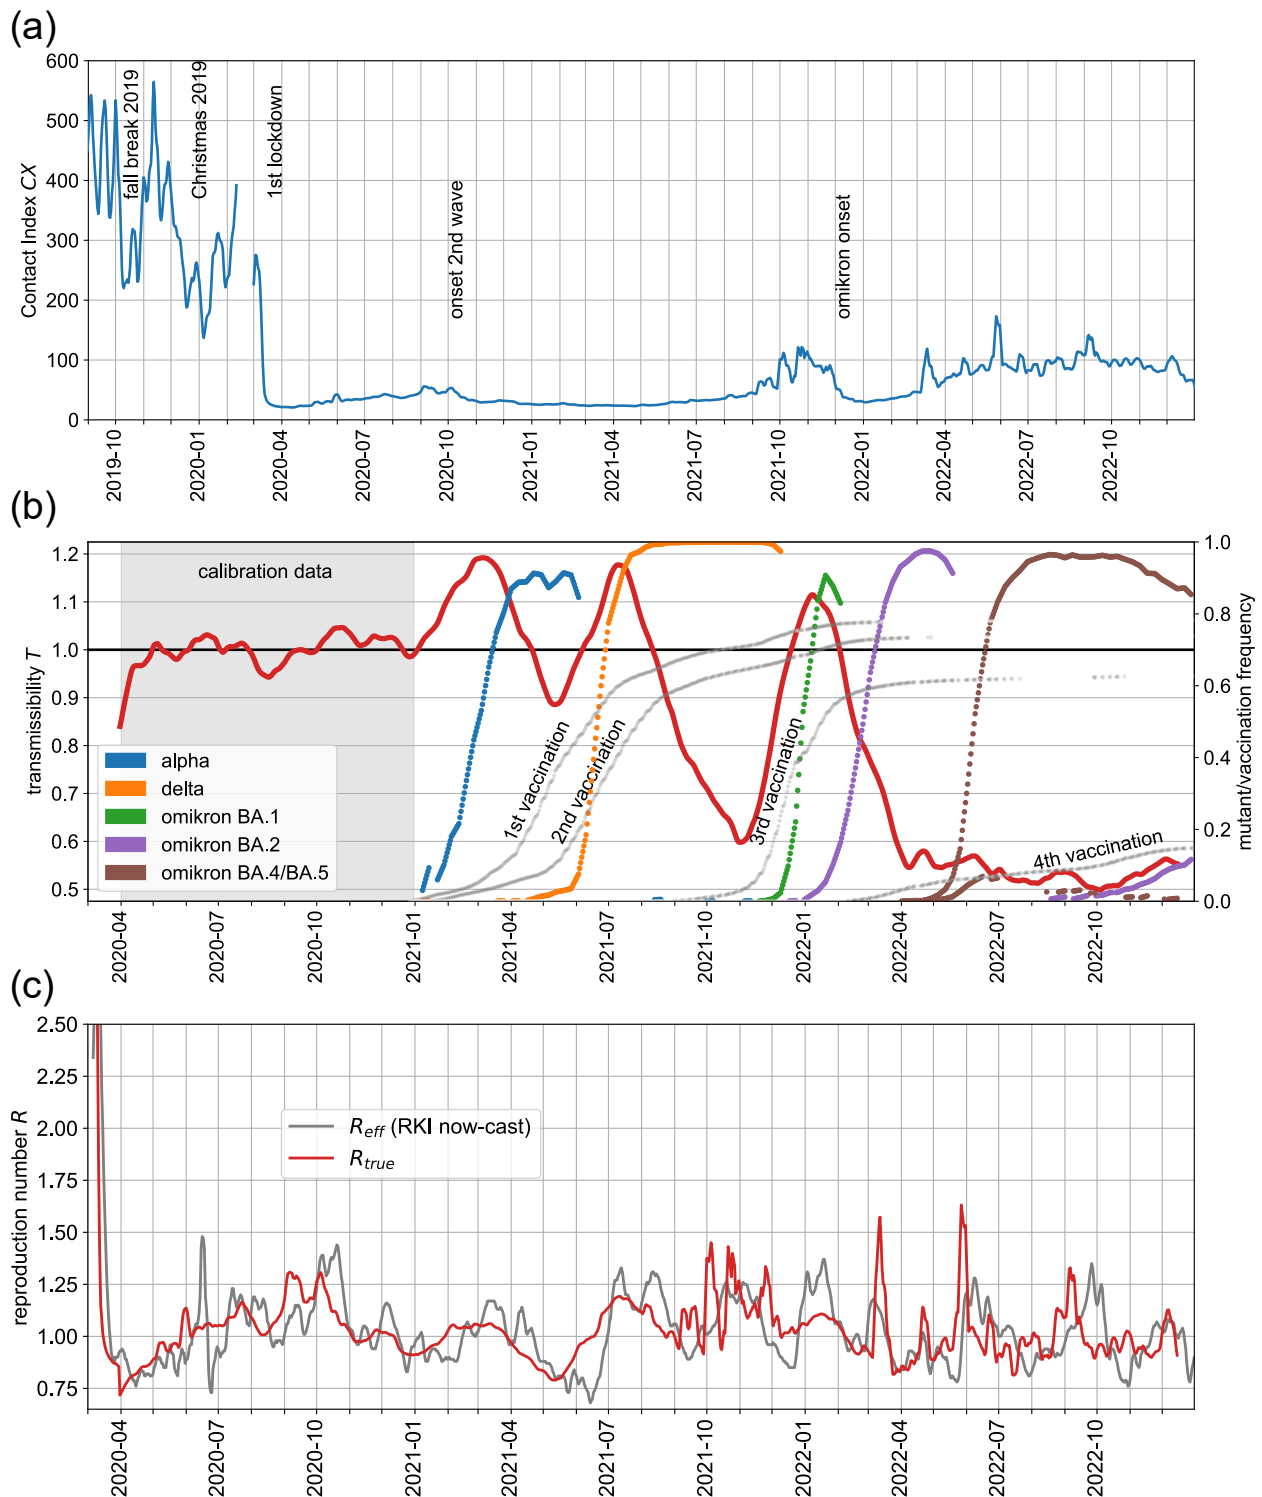 (a)
600
500
400
300
200
100
0
Contact Index CX
fall break 2019
Christmas 2019
1st lockdown
onset 2nd wave
omikron onset
2019-10
2020-01
2020-04
2020-07
2020-10
2021-01
2021-04
2021-07
2021-10
2022-01
2022-04
2022-07
2022-10
(b)
1.2
1.1
1.0
0.9
0.8
0.7
0.6
0.5
transmissibility T
calibration data
alpha
delta
omikron BA.1
omikron BA.2
omikron BA.4/BA.5
1st vaccination
2nd vaccination
3rd vaccination
4th vaccination
1.0
0.8
0.6
0.4
0.2
0.0
mutant/vaccination frequency
2020-04
2020-07
2020-10
2021-01
2021-04
2021-07
2021-10
2022-01
2022-04
2022-07
2022-10
(c)
2.50
2.25
2.00
1.75
1.50
1.25
1.00
0.75
reproduction number R
Reff (RKI now-cast)
Rtrue
2020-04
2020-07
2020-10
2021-01
2021-04
2021-07
2021-10
2022-01
2022-04
2022-07
2022-10